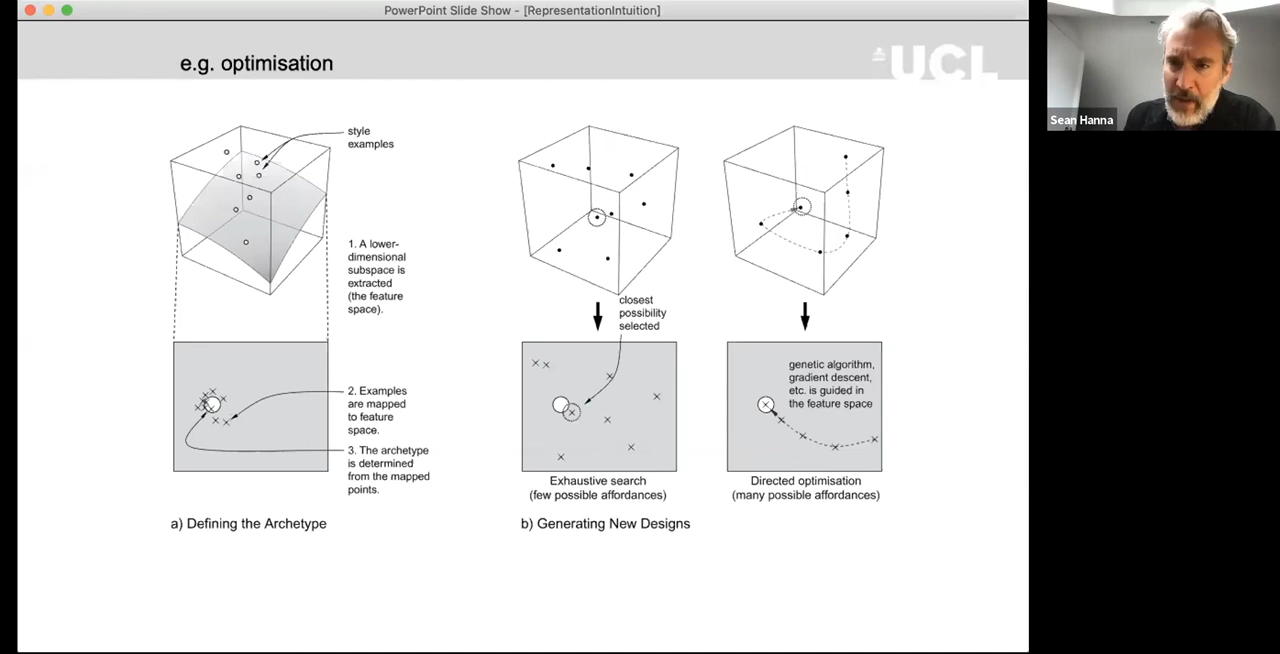 PowerPoint Slide Show - [RepresentationIntuition]
e.g. optimisation
UCL
Sean Hanna
style
examples
1. A lower-
dimensional
subspace is
extracted
(the feature
space).
2. Examples
are mapped
to feature
space.
3. The archetype
is determined
from the mapped
points.
a) Defining the Archetype
closest
possibility
selected
Exhaustive search
(few possible affordances)
genetic algorithm,
gradient descent,
etc. is guided in
the feature space
Directed optimisation
(many possible affordances)
b) Generating New Designs